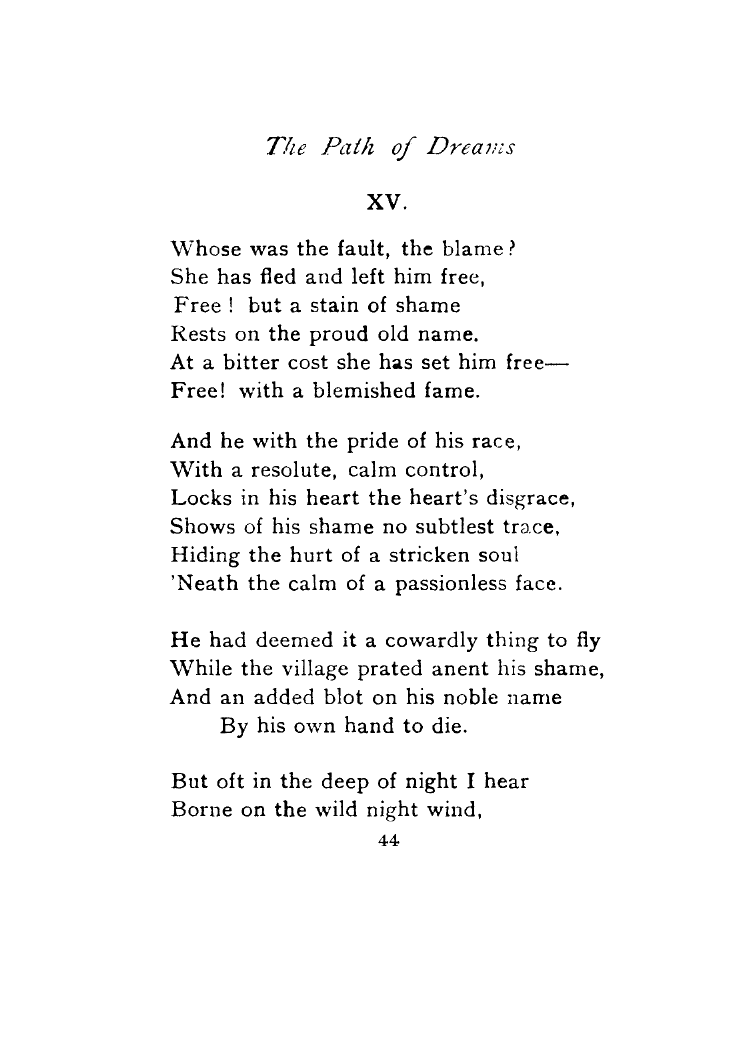 The Path of Dreams
XV.
Whose was the fault, the blame?
She has fled and left him free,
Free! but a stain of shame
Rests on the proud old name.
At a bitter cost she has set him free—
Free! with a blemished fame.
And he with the pride of his race,
With a resolute, calm control,
Locks in his heart the heart's disgrace,
Shows of his shame no subtlest trace,
Hiding the hurt of a stricken soul
'Neath the calm of a passionless face.
He had deemed it a cowardly thing to fly
While the village prated anent his shame,
And an added blot on his noble name
By his own hand to die.
But oft in the deep of night I hear
Borne on the wild night wind,
44